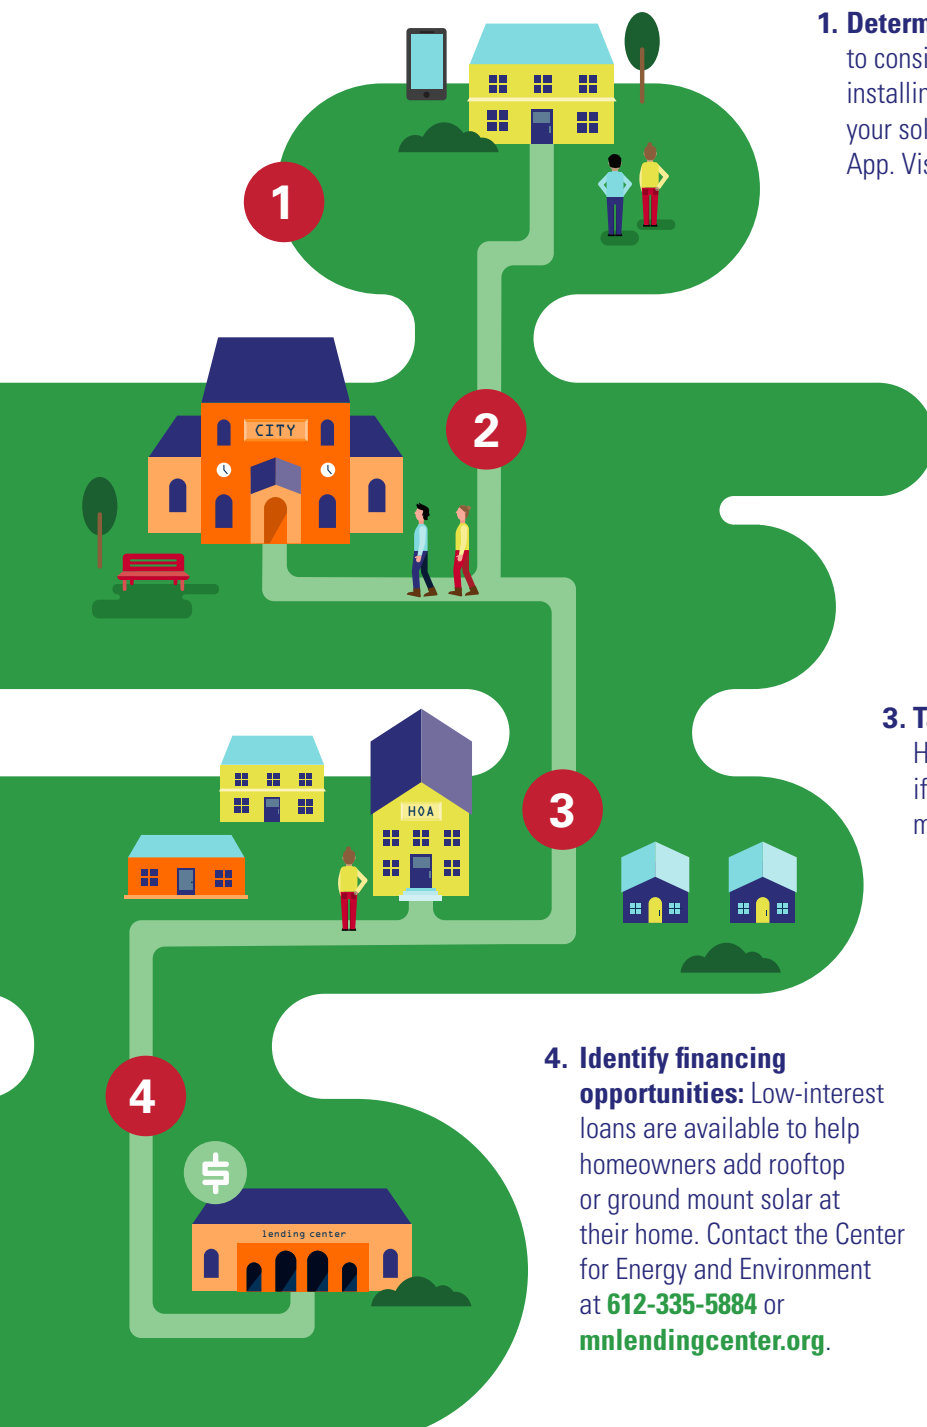 1. Determ
to consi
installin
your sol
App. Vis
1
CITY
2
3. Ta
H
if
m
HOA
3
4. Identify financing
opportunities: Low-interest
loans are available to help
homeowners add rooftop
or ground mount solar at
their home. Contact the Center
for Energy and Environment
at 612-335-5884 or
mnlendingcenter.org.
4
$
lending center